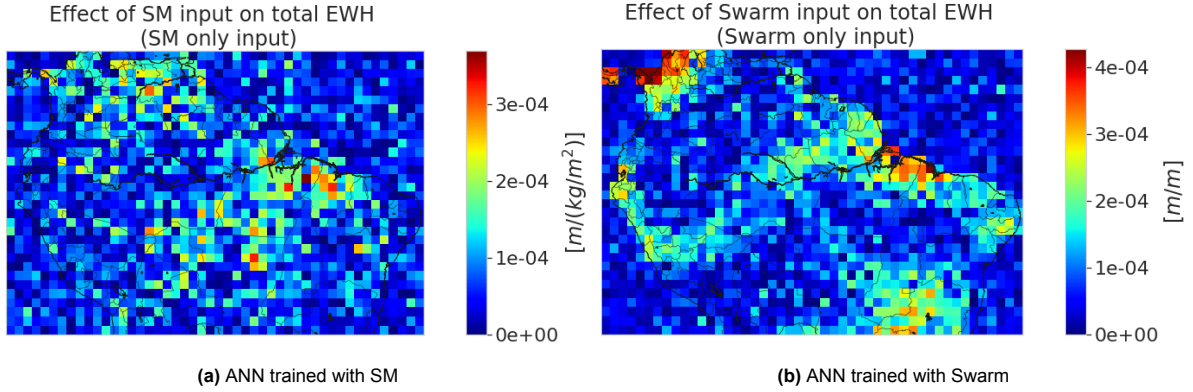 Effect of SM input on total EWH
(SM only input)
3e-04
2e-04
1e-04
0e+00
[m/(kg/m²)]
(a) ANN trained with SM
Effect of Swarm input on total EWH
(Swarm only input)
4e-04
3e-04
2e-04
1e-04
0e+00
[m/m]
(b) ANN trained with Swarm